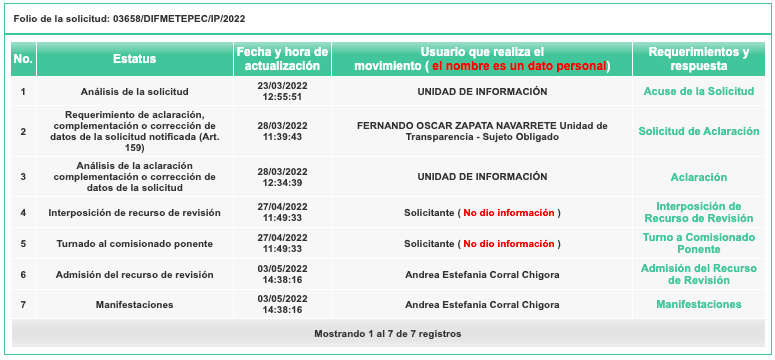 Folio de la solicitud: 03658/DIFMETEPEC/IP/2022
No.
Estatus
Fecha y hora de
actualización
Usuario que realiza el
movimiento ( el nombre es un dato personal)
Requerimientos y
respuesta
1
Análisis de la solicitud
23/03/2022
12:55:51
UNIDAD DE INFORMACIÓN
Acuse de la Solicitud
2
Requerimiento de aclaración,
complementación o corrección de
datos de la solicitud notificada (Art.
159)
28/03/2022
11:39:43
FERNANDO OSCAR ZAPATA NAVARRETE Unidad de
Transparencia - Sujeto Obligado
Solicitud de Aclaración
3
Análisis de la aclaración
complementación o corrección de
datos de la solicitud
28/03/2022
12:34:39
UNIDAD DE INFORMACIÓN
Aclaración
4
Interposición de recurso de revisión
27/04/2022
11:49:33
Solicitante ( No dio información )
Interposición de
Recurso de Revisión
5
Turnado al comisionado ponente
27/04/2022
11:49:33
Solicitante ( No dio información )
Turno a Comisionado
Ponente
6
Admisión del recurso de revisión
03/05/2022
14:38:16
Andrea Estefania Corral Chigora
Admisión del Recurso
de Revisión
7
Manifestaciones
03/05/2022
14:38:16
Andrea Estefania Corral Chigora
Manifestaciones
Mostrando 1 al 7 de 7 registros